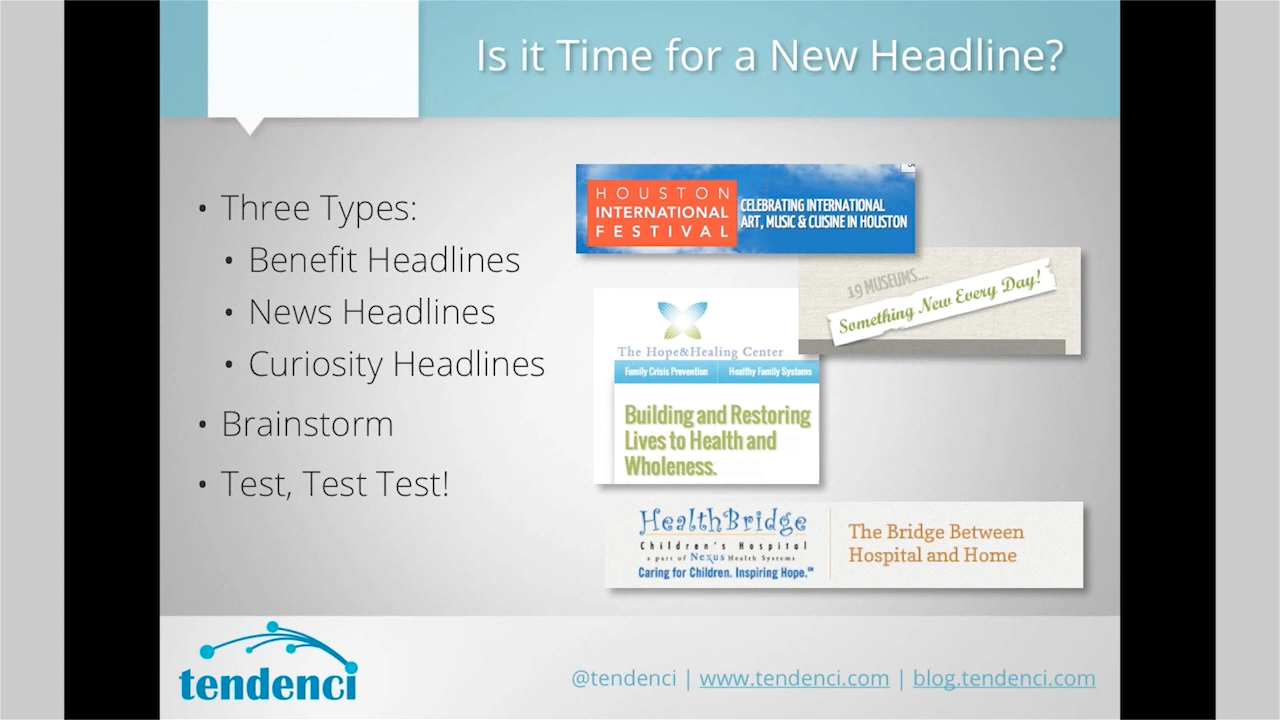 Is it Time for a New Headline?
• Three Types:
• Benefit Headlines
• News Headlines
• Curiosity Headlines
• Brainstorm
• Test, Test Test!
HOUSTON
INTERNATIONAL
FESTIVAL
CELEBRATING INTERNATIONAL
ART, MUSIC & CUISINE IN HOUSTON
19 MUSEUMS...
Something New Every Day!
The Hope&Healing Center
Family Crisis Prevention
Healthy Family Systems
Building and Restoring
Lives to Health and
Wholeness.
HealthBridge
Children's Hospital
a part of Nexus Health Systems
Caring for Children. Inspiring Hope.℠
The Bridge Between
Hospital and Home
tendenci
@tendenci | www.tendenci.com | blog.tendenci.com